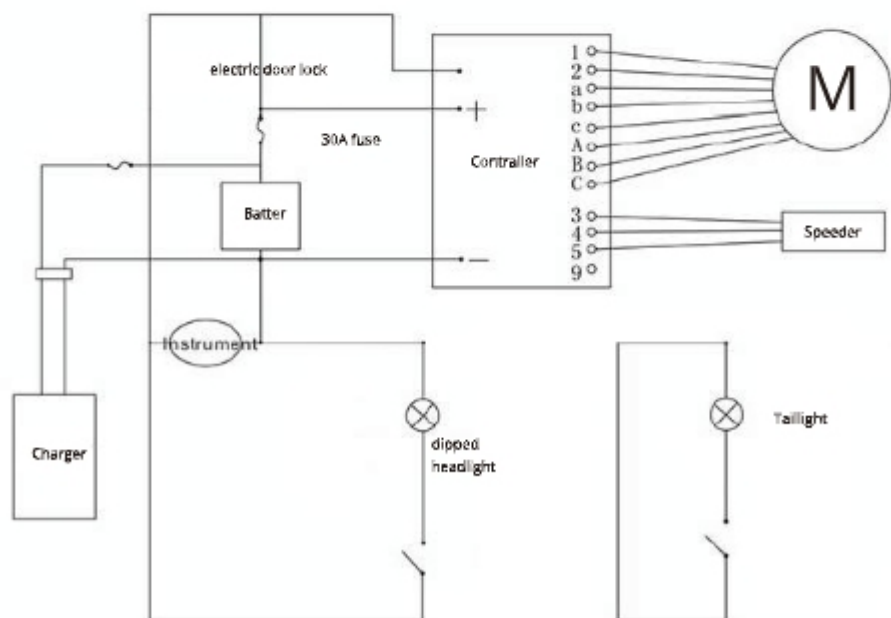 electric door lock
30A fuse
Batter
Instrument
Charger
+
—
Contraller
1
2
a
b
c
A
B
C
3
4
5
9
M
Speeder
dipped
headlight
Taillight